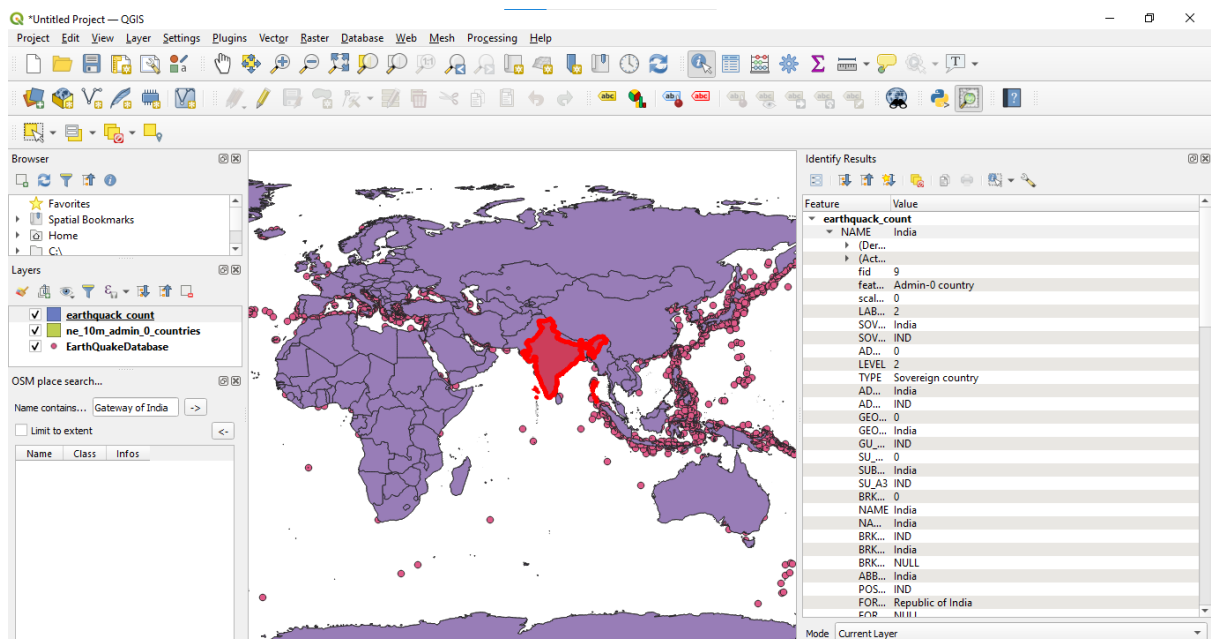 *Untitled Project — QGIS
Project Edit View Layer Settings Plugins Vector Raster Database Web Mesh Processing Help
abc abc
Browser
Favorites
Spatial Bookmarks
Home
C:\
Layers
earthquack_count
ne_10m_admin_0_countries
EarthQuakeDatabase
OSM place search...
Name contains... Gateway of India ->
Limit to extent <-
Name Class Infos
Identify Results
Feature Value
earthquack_count
NAME India
(Der...
(Act...
fid 9
feat... Admin-0 country
scal... 0
LAB... 2
SOV... India
SOV... IND
AD... 0
LEVEL 2
TYPE Sovereign country
AD... India
AD... IND
GEO... 0
GEO... India
GU_... IND
SU_... 0
SUB... India
SU_A3 IND
BRK... 0
NAME India
NA... India
BRK... IND
BRK... India
BRK... NULL
ABB... India
POS... IND
FOR... Republic of India
FOR... NULL
Mode Current Layer